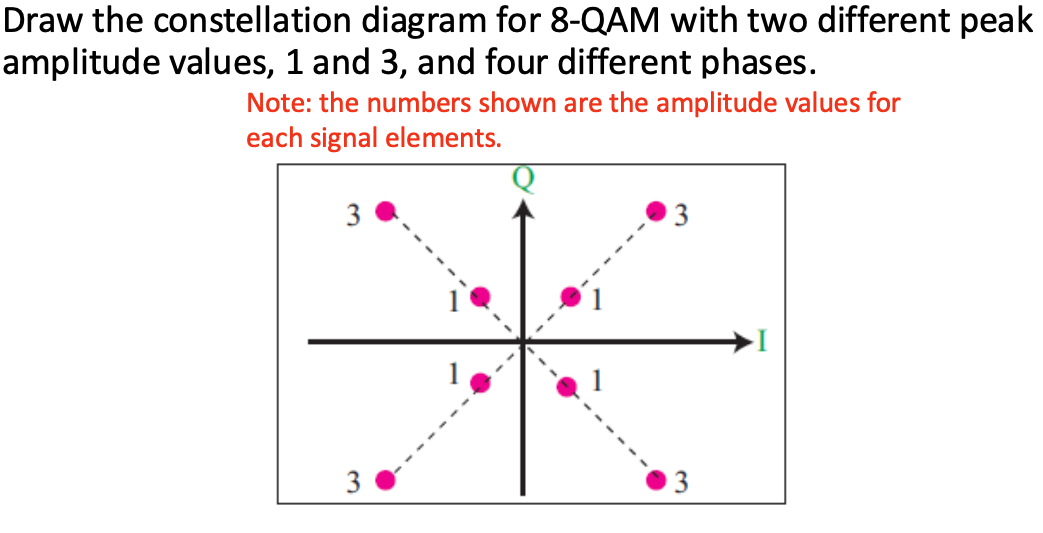 Draw the constellation diagram for 8-QAM with two different peak
amplitude values, 1 and 3, and four different phases.
Note: the numbers shown are the amplitude values for
each signal elements.
Q
3 3
1 1
I
1 1
3 3